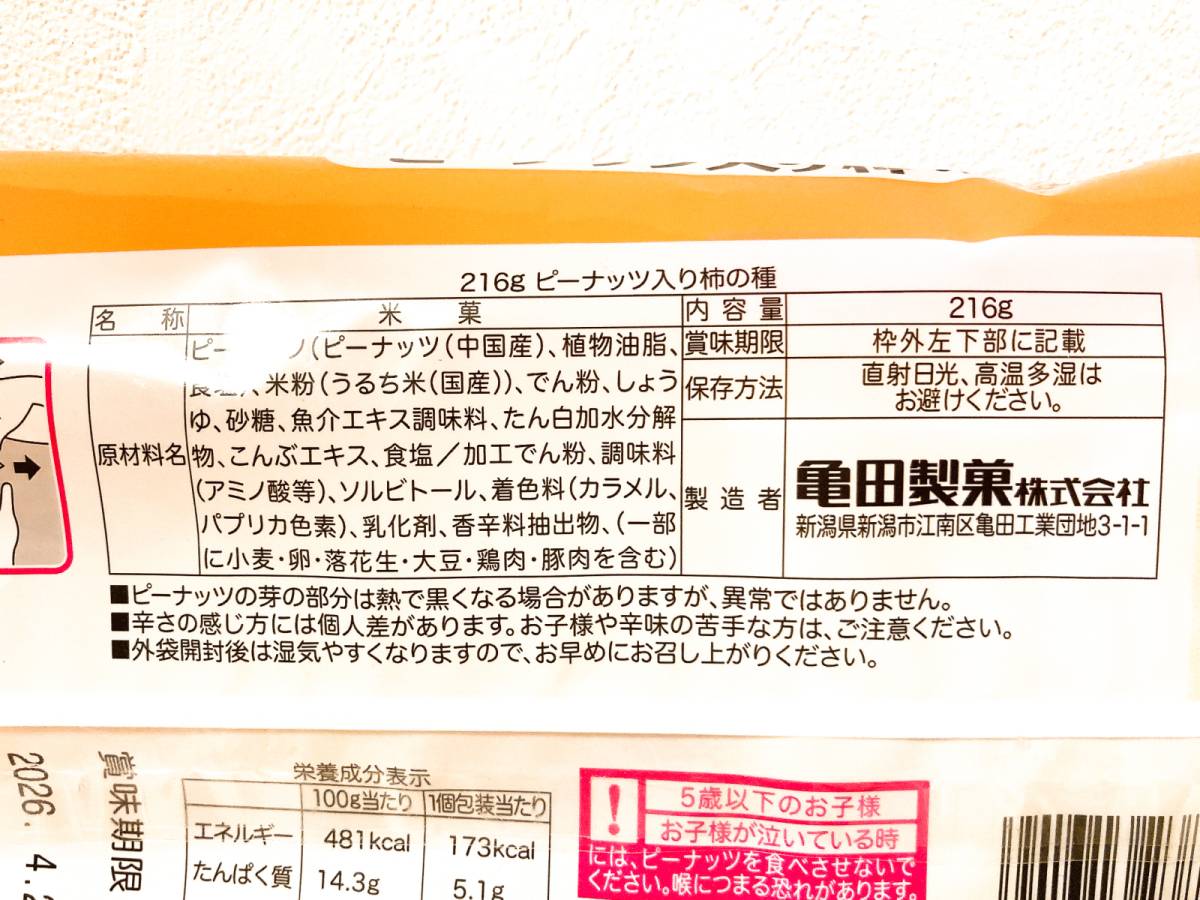 216g ピーナッツ入り柿の種
名 称
米 菓
内 容 量
216g
原材料名
(ピーナッツ(中国産)、植物油脂、
、米粉(うるち米(国産))、でん粉、しょう
ゆ、砂糖、魚介エキス調味料、たん白加水分解
物、こんぶエキス、食塩/加工でん粉、調味料
(アミノ酸等)、ソルビトール、着色料(カラメル、
パプリカ色素)、乳化剤、香辛料抽出物、(一部
に小麦・卵・落花生・大豆・鶏肉・豚肉を含む)
賞味期限
枠外左下部に記載
保存方法
直射日光、高温多湿は
お避けください。
製 造 者
亀田製菓株式会社
新潟県新潟市江南区亀田工業団地3-1-1
■ピーナッツの芽の部分は熱で黒くなる場合がありますが、異常ではありません。
■辛さの感じ方には個人差があります。お子様や辛味の苦手な方は、ご注意ください。
■外袋開封後は湿気やすくなりますので、お早めにお召し上がりください。
賞味期限
2026. 4.
栄養成分表示
100g当たり 1個包装当たり
エネルギー 481kcal 173kcal
たんぱく質 14.3g 5.1g
!
5歳以下のお子様
お子様が泣いている時
には、ピーナッツを食べさせないで
ください。喉につまる恐れがあります。